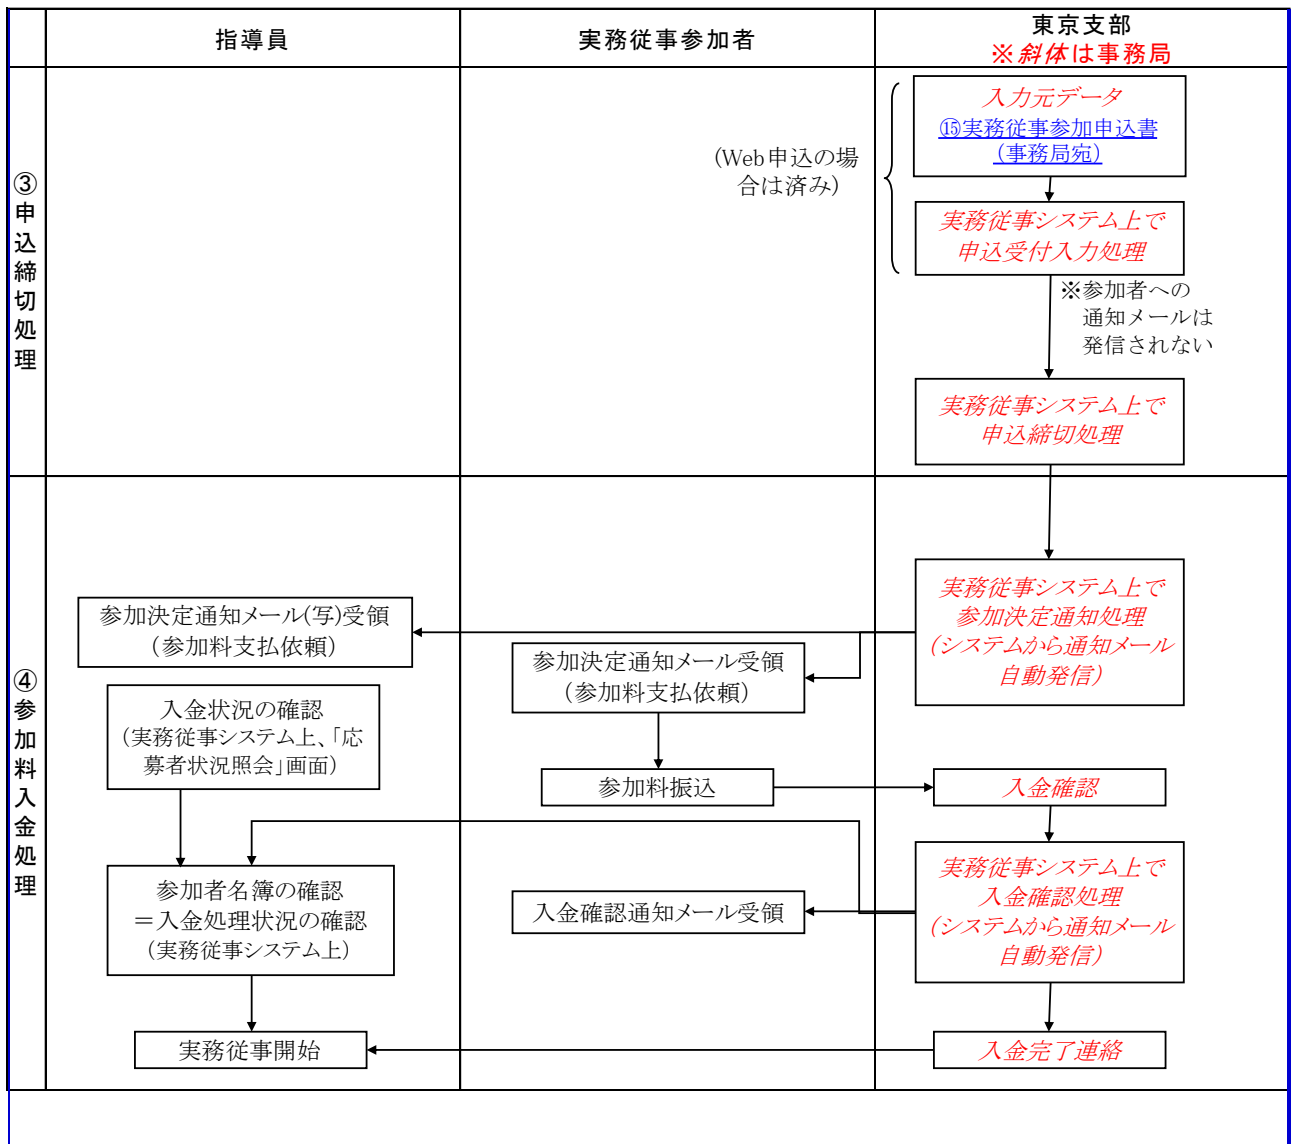 指導員
実務従事参加者
東京支部
※斜体は事務局
③申込締切処理
(Web申込の場
合は済み)
入力元データ
⑮実務従事参加申込書
(事務局宛)
実務従事システム上で
申込受付入力処理
※参加者への
通知メールは
発信されない
実務従事システム上で
申込締切処理
④参加料入金処理
実務従事システム上で
参加決定通知処理
(システムから通知メール
自動発信)
参加決定通知メール(写)受領
(参加料支払依頼)
参加決定通知メール受領
(参加料支払依頼)
入金状況の確認
(実務従事システム上、「応
募者状況照会」画面)
参加料振込
入金確認
実務従事システム上で
入金確認処理
(システムから通知メール
自動発信)
参加者名簿の確認
＝入金処理状況の確認
(実務従事システム上)
入金確認通知メール受領
実務従事開始
入金完了連絡